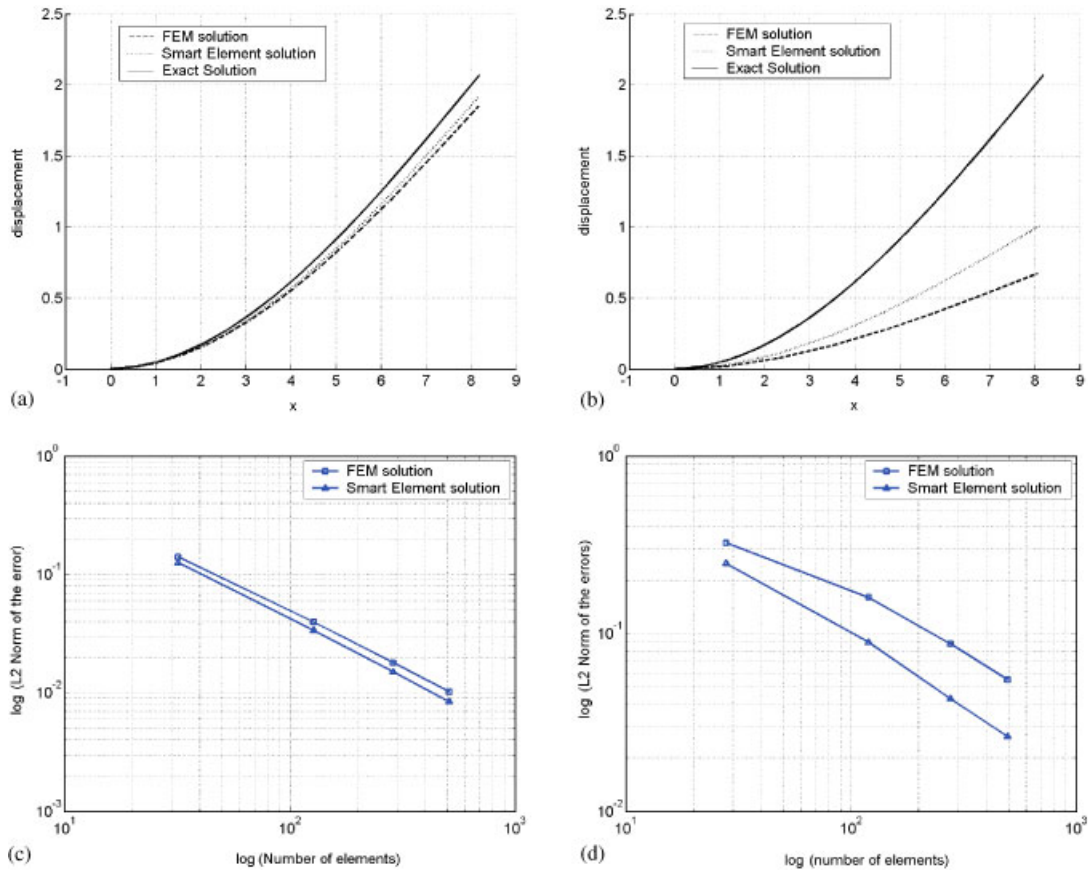 2.5
2
1.5
1
0.5
0
displacement
FEM solution
Smart Element solution
Exact Solution
-1 0 1 2 3 4 5 6 7 8 9
x
(a)
2.5
2
1.5
1
0.5
0
displacement
FEM solution
Smart Element solution
Exact Solution
-1 0 1 2 3 4 5 6 7 8 9
x
(b)
10^0
10^-1
10^-2
10^-3
log (L2 Norm of the error)
FEM solution
Smart Element solution
10^1 10^2 10^3
log (Number of elements)
(c)
10^0
10^-1
10^-2
log (L2 Norm of the errors)
FEM solution
Smart Element solution
10^1 10^2 10^3
log (number of elements)
(d)